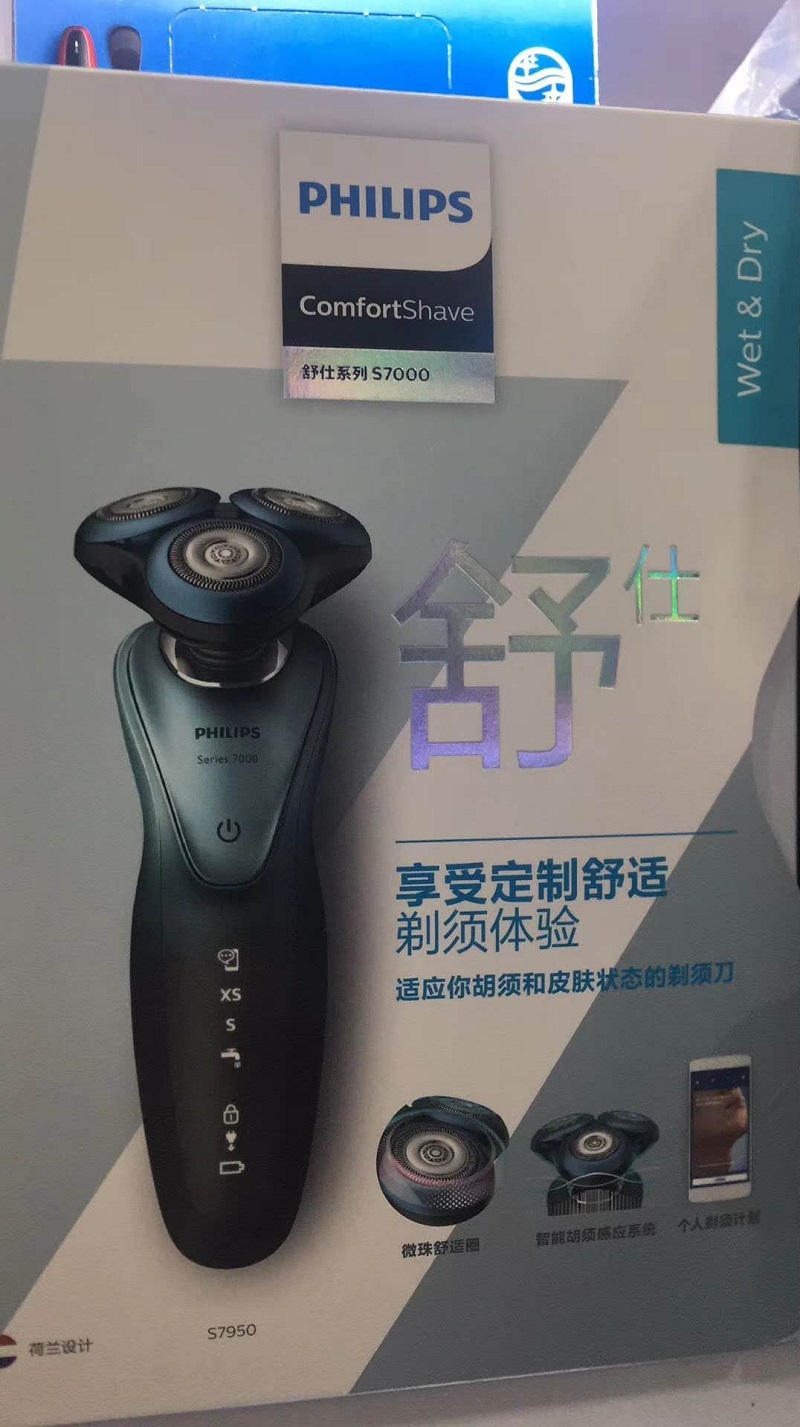 PHILIPS
ComfortShave
舒仕系列 S7000
Wet & Dry
舒仕
PHILIPS
Series 7000
享受定制舒适
剃须体验
适应你胡须和皮肤状态的剃须刀
XS
S
微珠舒适圈
智能胡须感应系统
个人剃须计划
S7950
荷兰设计